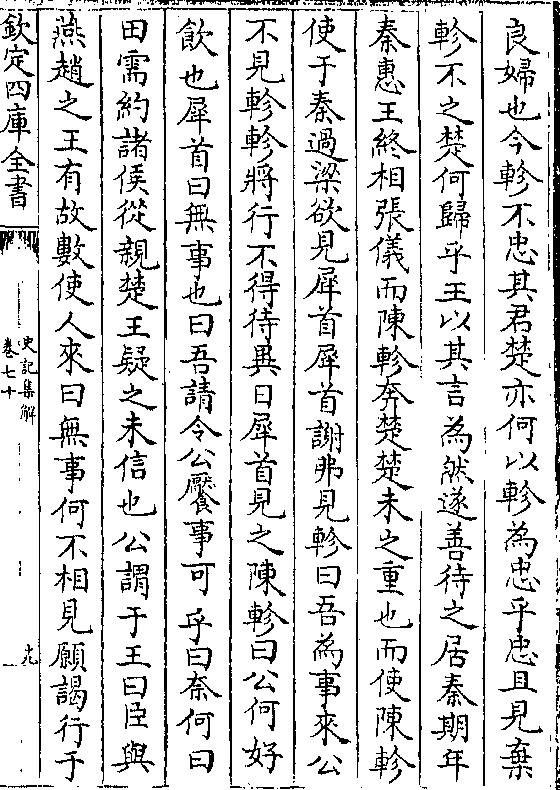 良婦也今軫不忠其君楚亦何以軫為忠乎忠且見棄
軫不之楚何歸乎王以其言為然遂善待之居秦期年
秦惠王終相張儀而陳軫奔楚楚未之重也而使陳軫
使于秦過梁欲見犀首犀首謝弗見軫曰吾為事來公
不見軫軫將行不得待異日犀首見之陳軫曰公何好
飲也犀首曰無事也曰吾請令公饜事可乎曰奈何曰
田需約諸侯從親楚王疑之未信也公謂于王曰臣與
燕趙之王有故數使人來曰無事何不相見願謁行于
欽定四庫全書
史記集解
卷七十
九